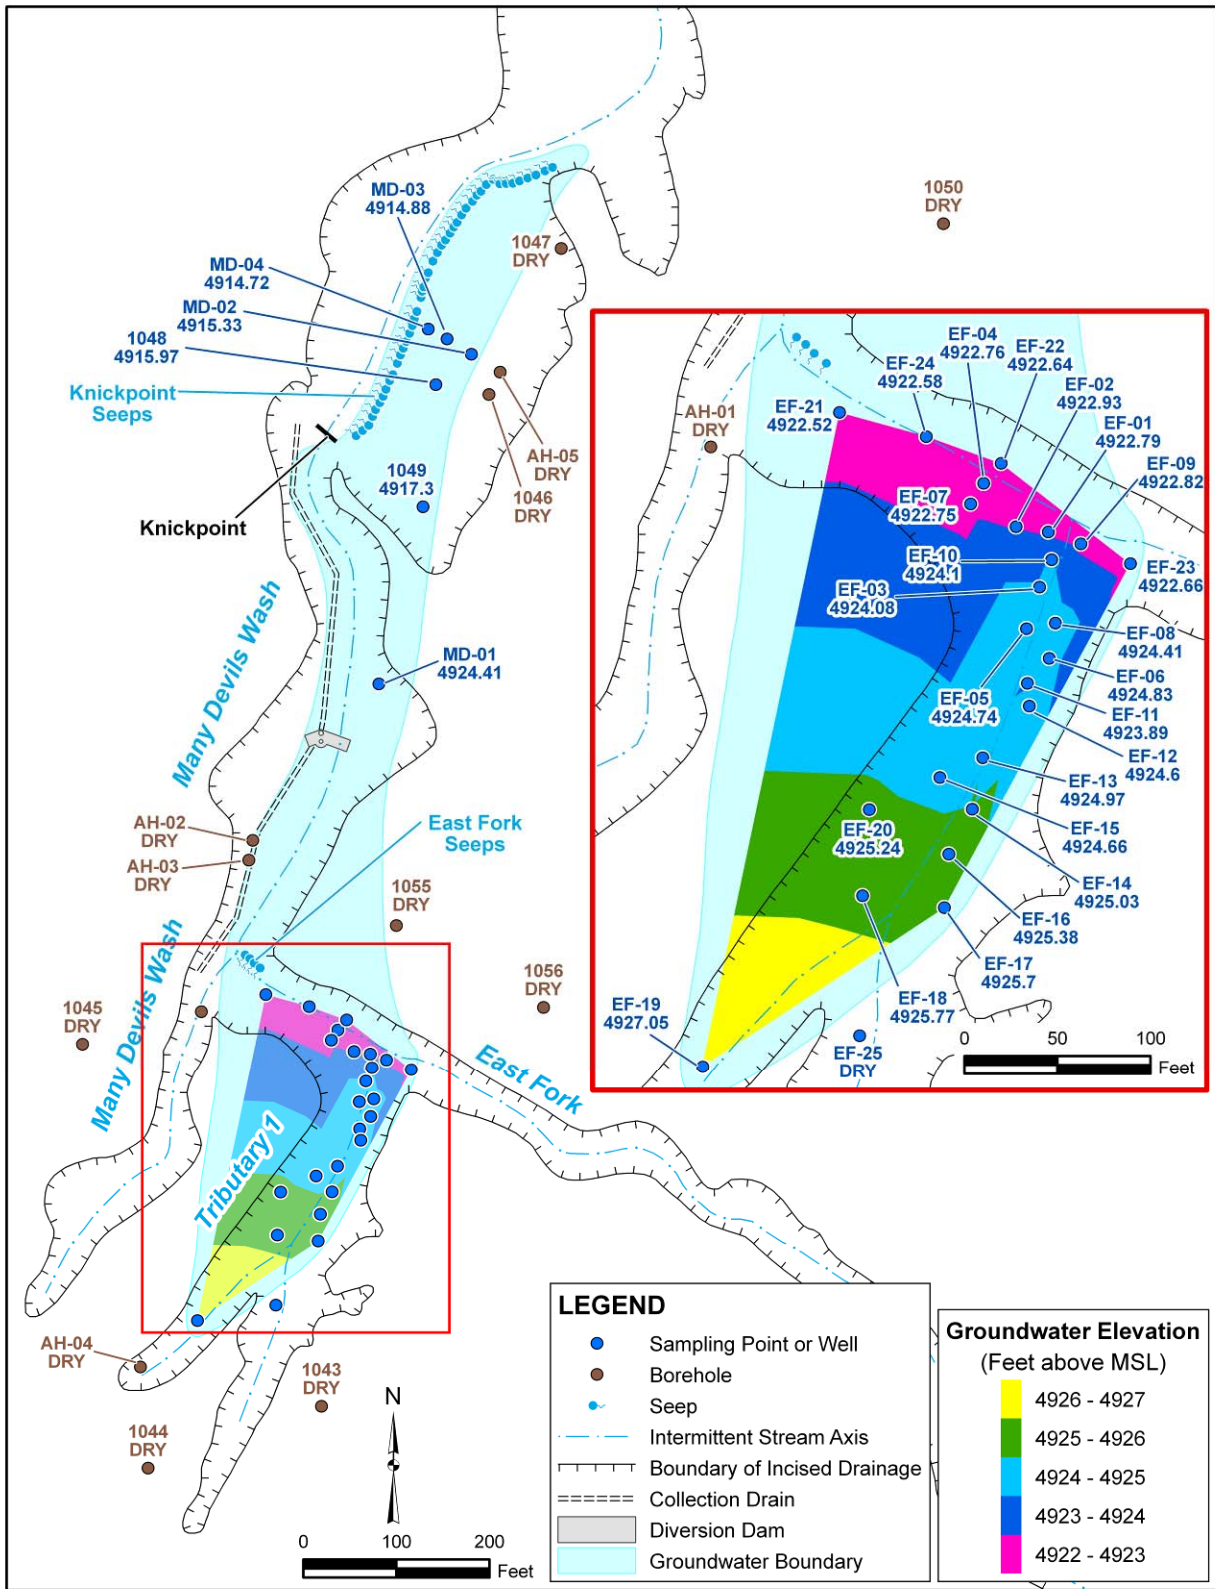 MD-03
4914.88
1050
DRY
1047
DRY
MD-04
4914.72
MD-02
4915.33
1048
4915.97
Knickpoint
Seeps
AH-05
DRY
1046
DRY
1049
4917.3
Knickpoint
Many Devils Wash
MD-01
4924.41
East Fork
Seeps
AH-02
DRY
AH-03
DRY
1055
DRY
1056
DRY
1045
DRY
Many Devils Wash
East Fork
Tributary 1
AH-04
DRY
1043
DRY
1044
DRY
N
0 100 200
Feet
EF-04
4922.76
EF-22
4922.64
EF-24
4922.58
EF-02
4922.93
EF-21
4922.52
EF-01
4922.79
AH-01
DRY
EF-09
4922.82
EF-07
4922.75
EF-10
4924.1
EF-23
4922.66
EF-03
4924.08
EF-08
4924.41
EF-06
4924.83
EF-05
4924.74
EF-11
4923.89
EF-12
4924.6
EF-13
4924.97
EF-20
4925.24
EF-15
4924.66
EF-14
4925.03
EF-16
4925.38
EF-17
4925.7
EF-18
4925.77
EF-19
4927.05
EF-25
DRY
0 50 100
Feet
LEGEND
Sampling Point or Well
Borehole
Seep
Intermittent Stream Axis
Boundary of Incised Drainage
Collection Drain
Diversion Dam
Groundwater Boundary
Groundwater Elevation
(Feet above MSL)
4926 - 4927
4925 - 4926
4924 - 4925
4923 - 4924
4922 - 4923